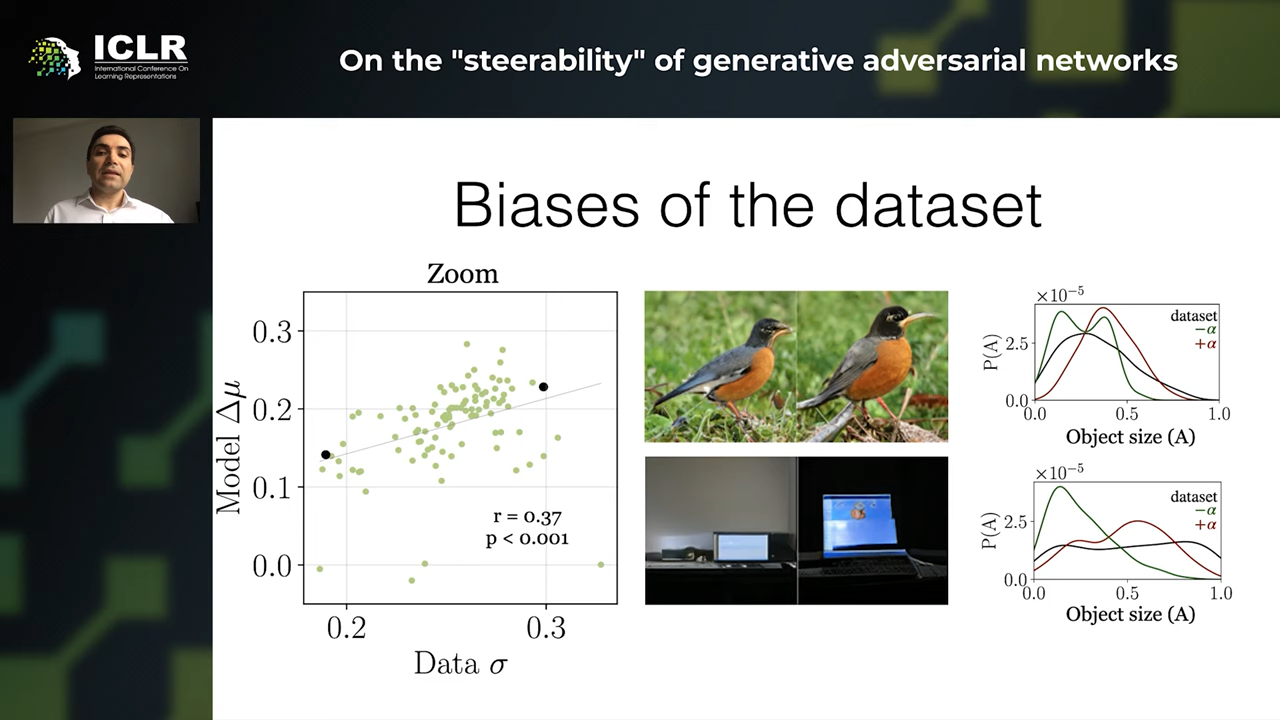 ICLR
International Conference On
Learning Representations
On the "steerability" of generative adversarial networks
Biases of the dataset
Zoom
Model Δμ
0.3
0.2
0.1
0.0
r = 0.37
p < 0.001
0.2
0.3
Data σ
×10⁻⁵
P(A)
2.5
0.0
dataset
−α
+α
0.0
0.5
1.0
Object size (A)
×10⁻⁵
P(A)
2.5
0.0
dataset
−α
+α
0.0
0.5
1.0
Object size (A)